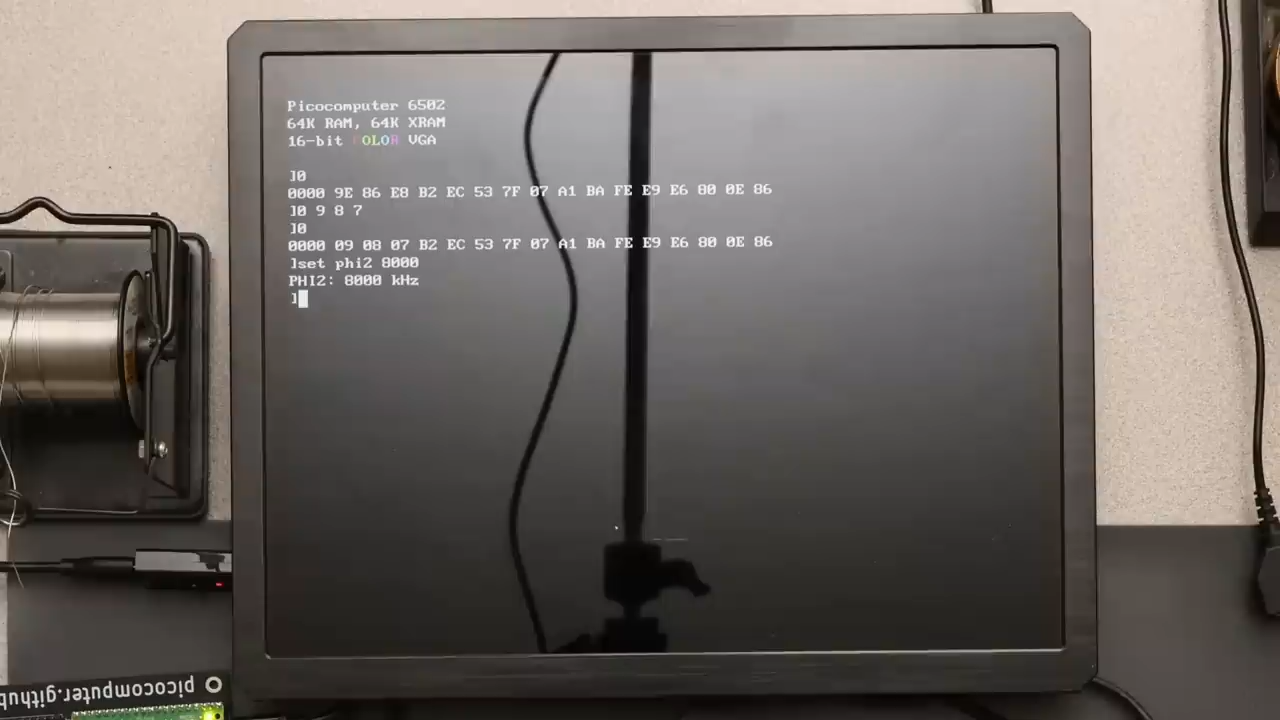 Picocomputer 6502
64K RAM, 64K XRAM
16-bit COLOR VGA
]0
0000 9E 86 E8 B2 EC 53 7F 07 A1 BA FE E9 E6 80 0E 86
]0 9 8 7
]0
0000 09 08 07 B2 EC 53 7F 07 A1 BA FE E9 E6 80 0E 86
]set phi2 8000
PHI2: 8000 kHz
]
picocomputer.github